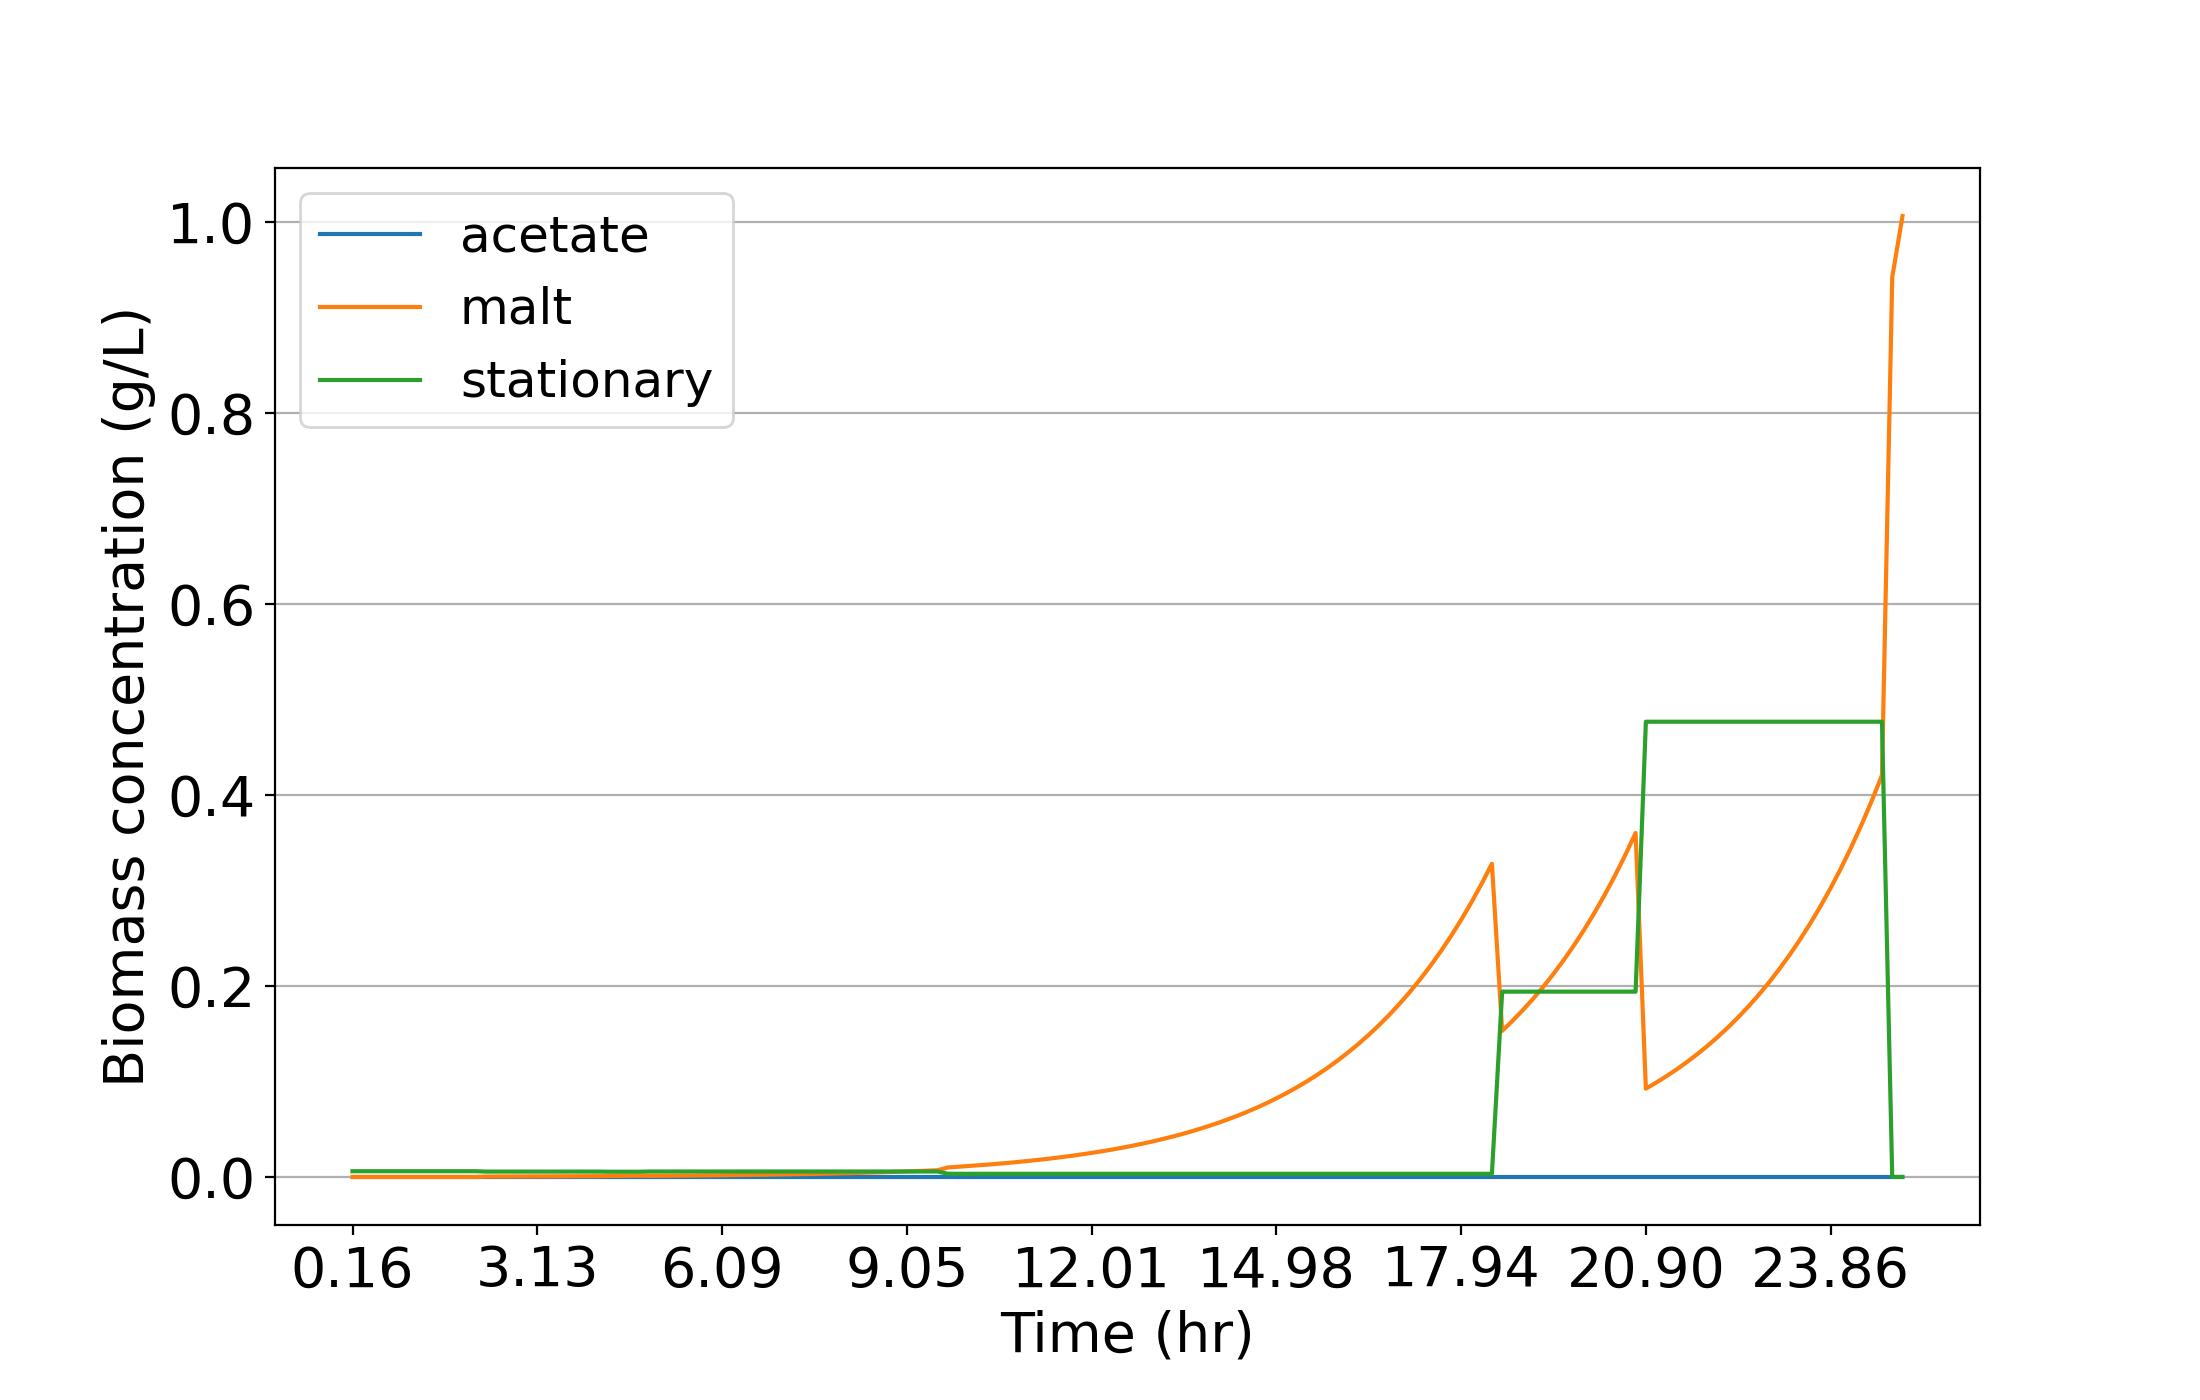 acetate
malt
stationary
Biomass concentration (g/L)
1.0
0.8
0.6
0.4
0.2
0.0
0.16 3.13 6.09 9.05 12.01 14.98 17.94 20.90 23.86
Time (hr)